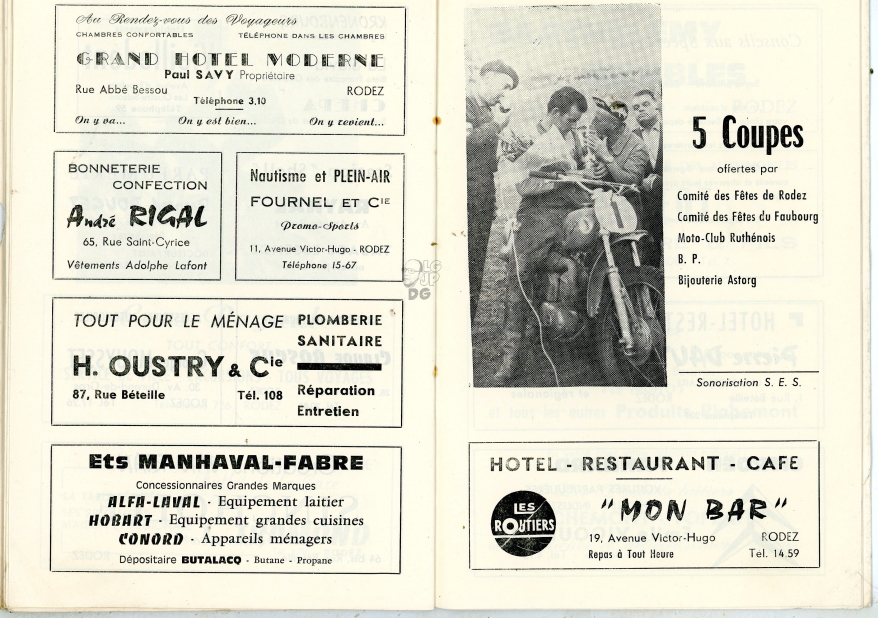 Au Rendez-vous des Voyageurs
CHAMBRES CONFORTABLES TÉLÉPHONE DANS LES CHAMBRES
GRAND HOTEL MODERNE
Paul SAVY Propriétaire
Rue Abbé Bessou RODEZ
Téléphone 3.10
On y va... On y est bien... On y revient...
BONNETERIE
CONFECTION
André RIGAL
65, Rue Saint-Cyrice
Vêtements Adolphe Lafont
Nautisme et PLEIN-AIR
FOURNEL ET CIE
Promo-Sports
11, Avenue Victor-Hugo - RODEZ
Téléphone 15-67
TOUT POUR LE MÉNAGE
H. OUSTRY & Cie
87, Rue Béteille Tél. 108
PLOMBERIE
SANITAIRE
Réparation
Entretien
Ets MANHAVAL-FABRE
Concessionnaires Grandes Marques
ALFA-LAVAL - Equipement laitier
HOBART - Equipement grandes cuisines
CONORD - Appareils ménagers
Dépositaire BUTALACQ - Butane - Propane
5 Coupes
offertes par
Comité des Fêtes de Rodez
Comité des Fêtes du Faubourg
Moto-Club Ruthénois
B. P.
Bijouterie Astorg
Sonorisation S. E. S.
HOTEL - RESTAURANT - CAFE
LES
ROUTIERS
"MON BAR"
19, Avenue Victor-Hugo RODEZ
Repas à Tout Heure Tel. 14.59
DG